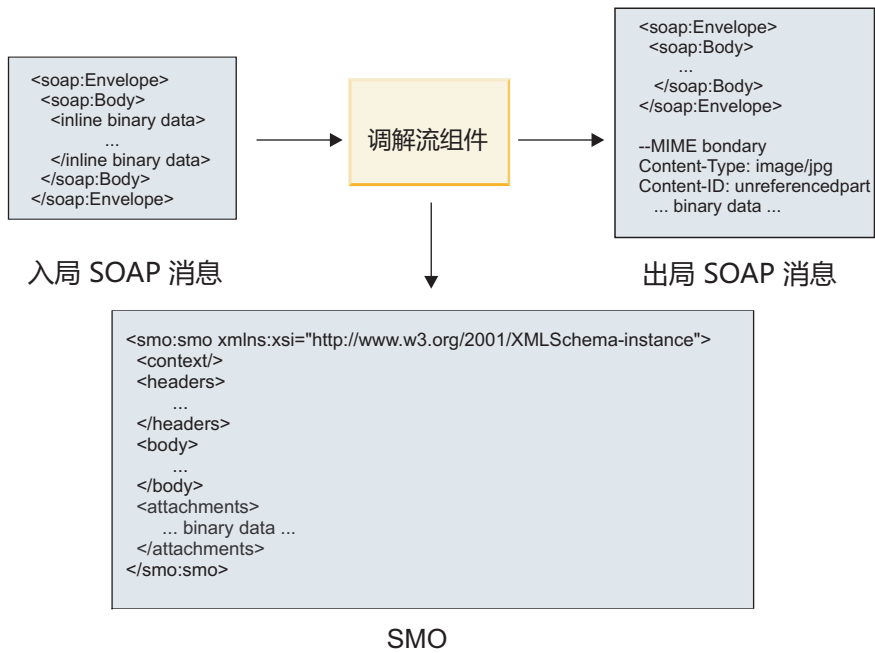 <soap:Envelope>
<soap:Body>
<inline binary data>
...
</inline binary data>
</soap:Body>
</soap:Envelope>
入局 SOAP 消息
调解流组件
<soap:Envelope>
<soap:Body>
...
</soap:Body>
</soap:Envelope>
--MIME bondary
Content-Type: image/jpg
Content-ID: unreferencedpart
... binary data ...
出局 SOAP 消息
<smo:smo xmlns:xsi="http://www.w3.org/2001/XMLSchema-instance">
<context/>
<headers>
...
</headers>
<body>
...
</body>
<attachments>
... binary data ...
</attachments>
</smo:smo>
SMO